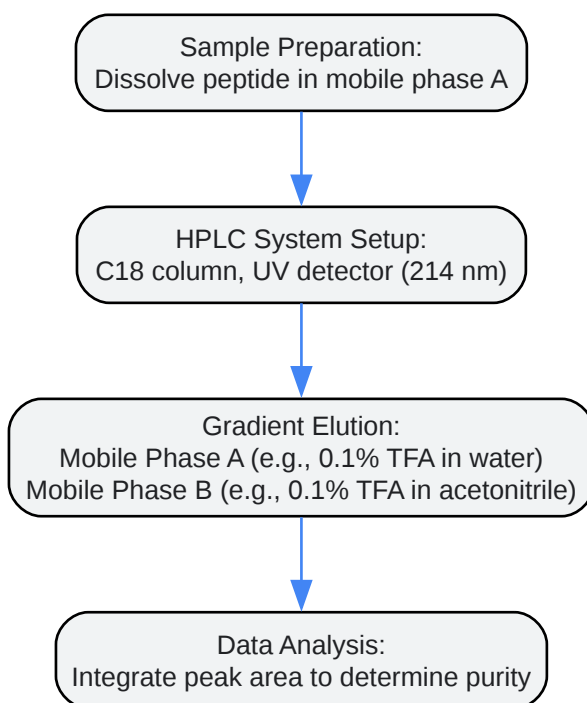 Sample Preparation:
Dissolve peptide in mobile phase A
HPLC System Setup:
C18 column, UV detector (214 nm)
Gradient Elution:
Mobile Phase A (e.g., 0.1% TFA in water)
Mobile Phase B (e.g., 0.1% TFA in acetonitrile)
Data Analysis:
Integrate peak area to determine purity